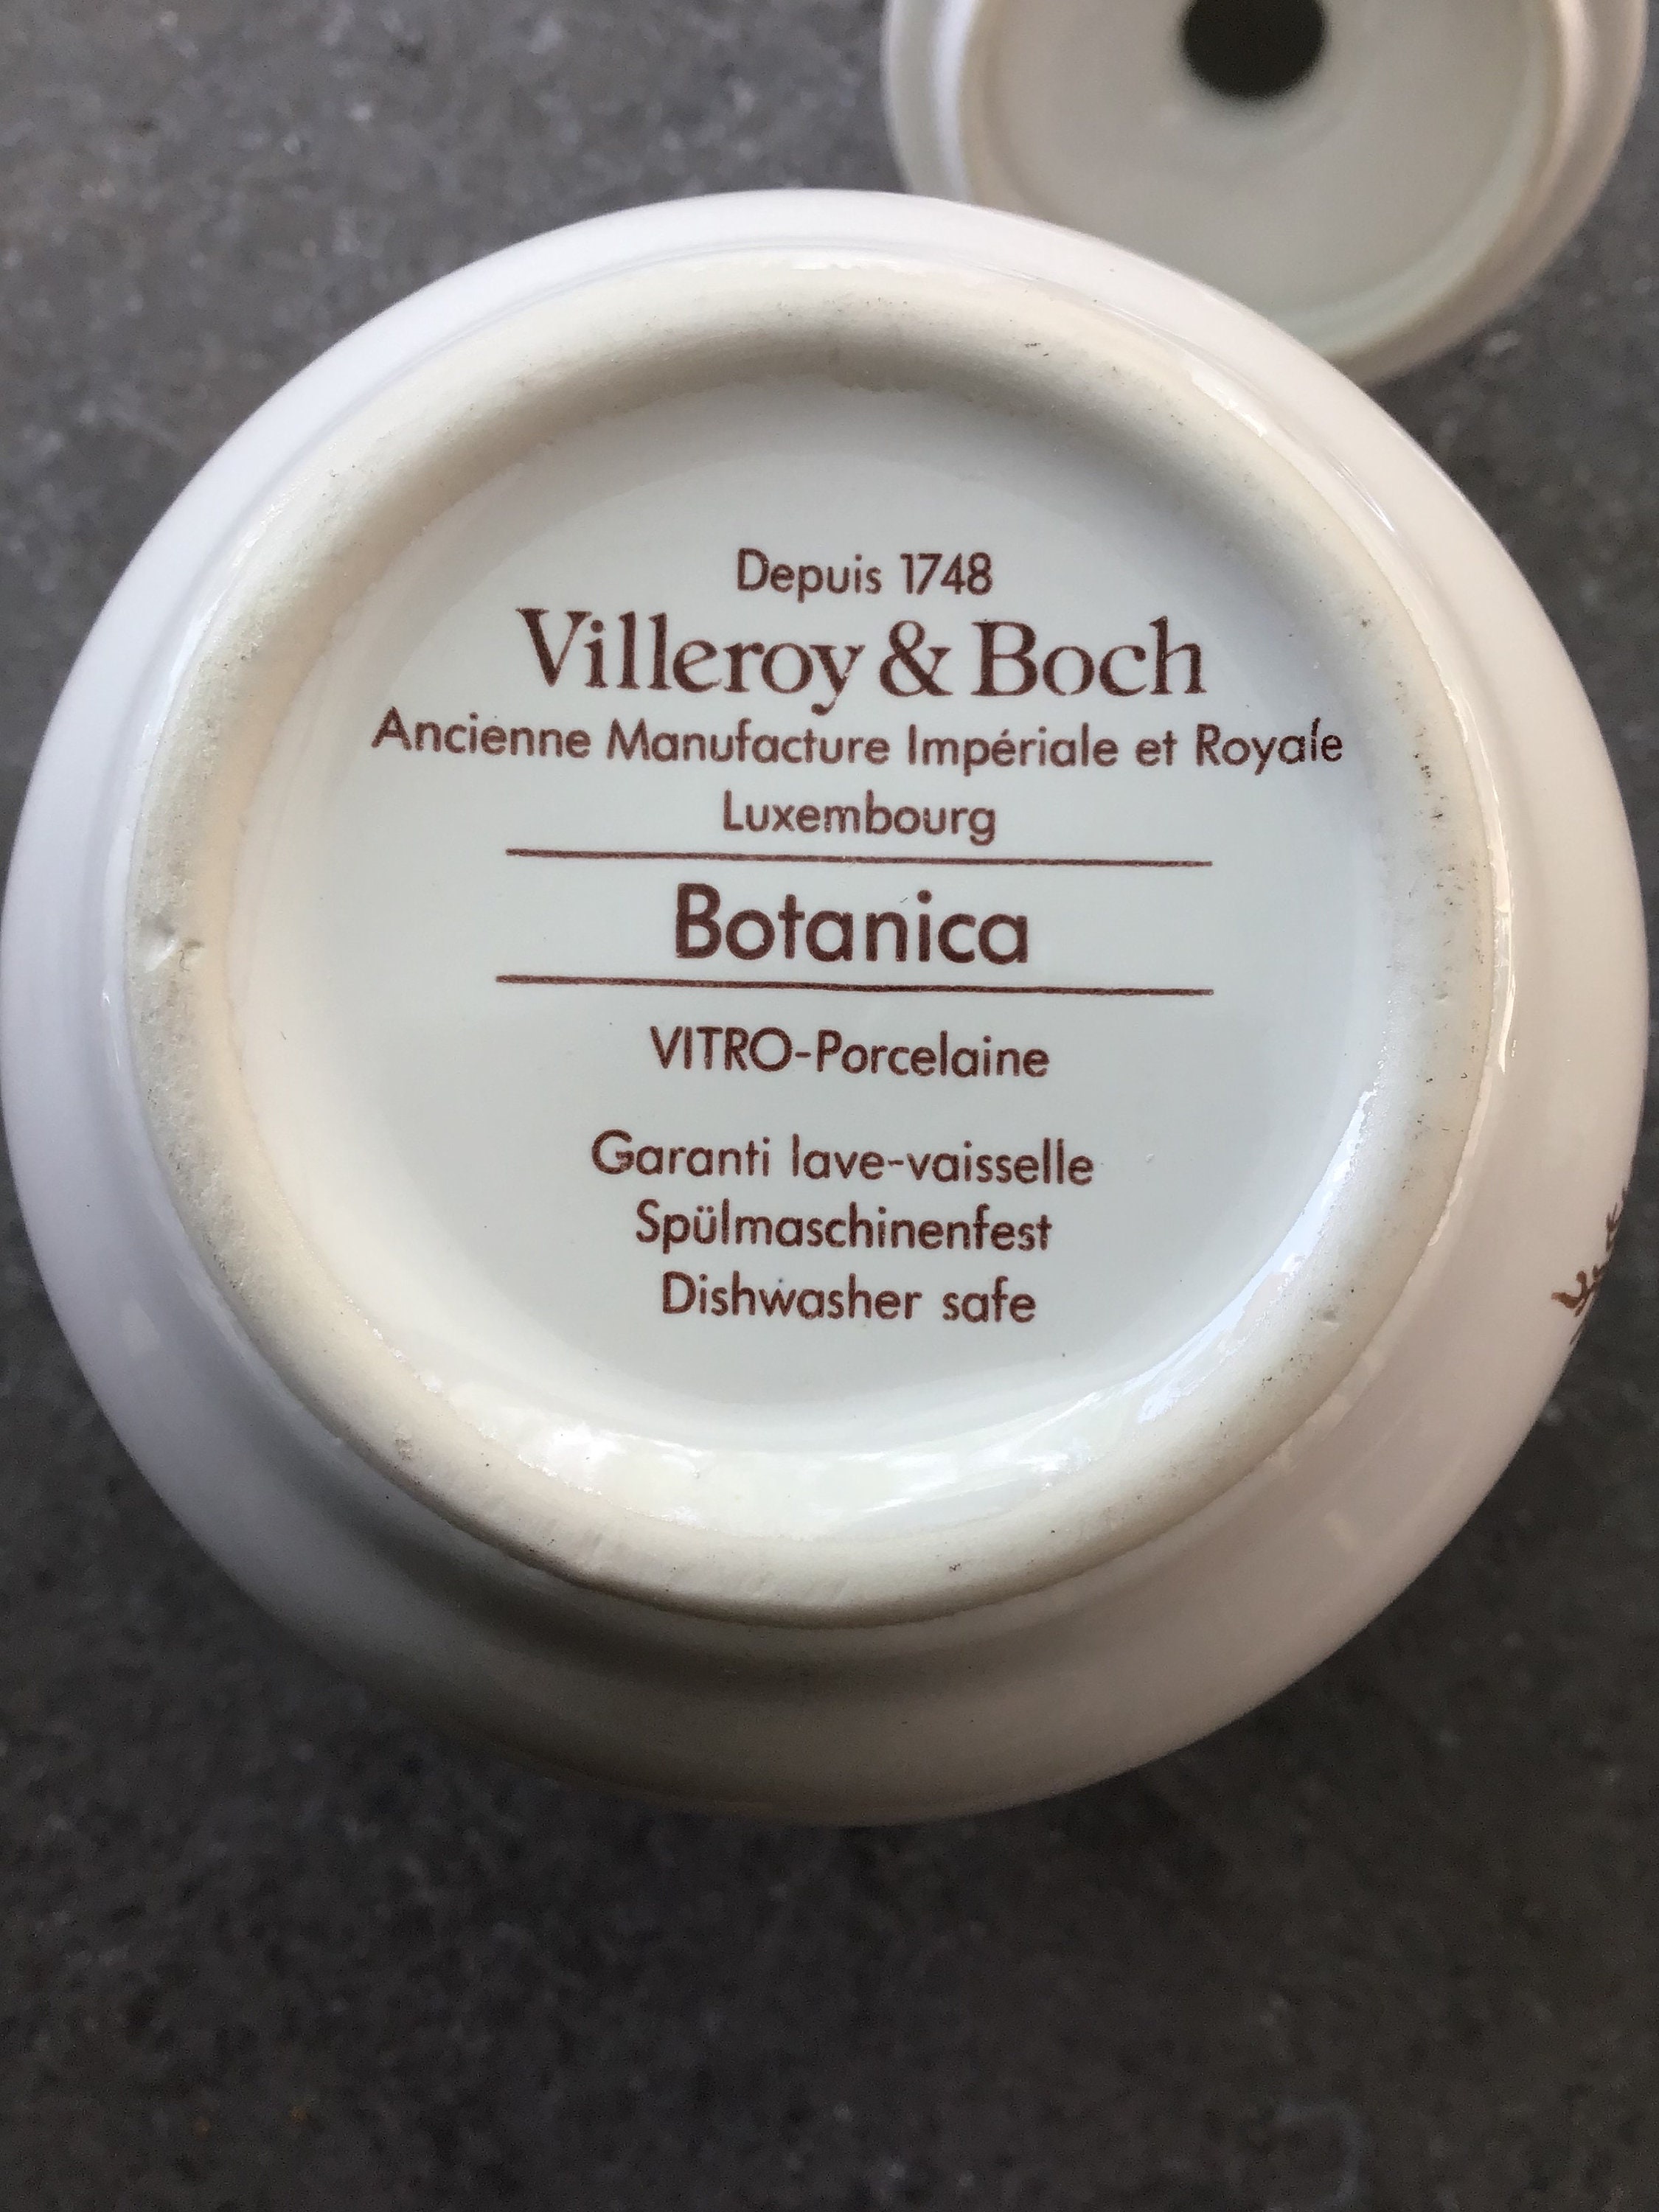 Depuis 1748
Villeroy & Boch
Ancienne Manufacture Impériale et Royale
Luxembourg
Botanica
VITRO-Porcelaine
Garanti lave-vaisselle
Spülmaschinenfest
Dishwasher safe